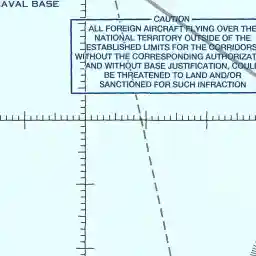 AVAL BASE
CAUTION
ALL FOREIGN AIRCRAFT FLYING OVER THE
NATIONAL TERRITORY OUTSIDE OF THE
ESTABLISHED LIMITS FOR THE CORRIDORS
WITHOUT THE CORRESPONDING AUTHORIZAT
AND WITHOUT BASE JUSTIFICATION, COUL
BE THREATENED TO LAND AND/OR
SANCTIONED FOR SUCH INFRACTION